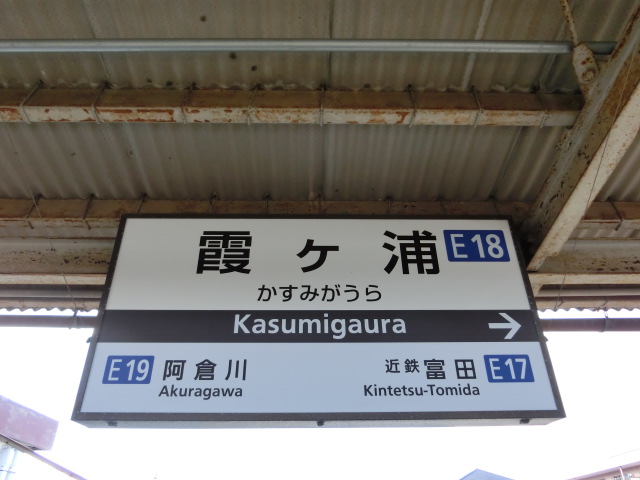 霞ヶ浦 E18
かすみがうら
Kasumigaura →
E19 阿倉川 近鉄富田 E17
Akuragawa Kintetsu-Tomida